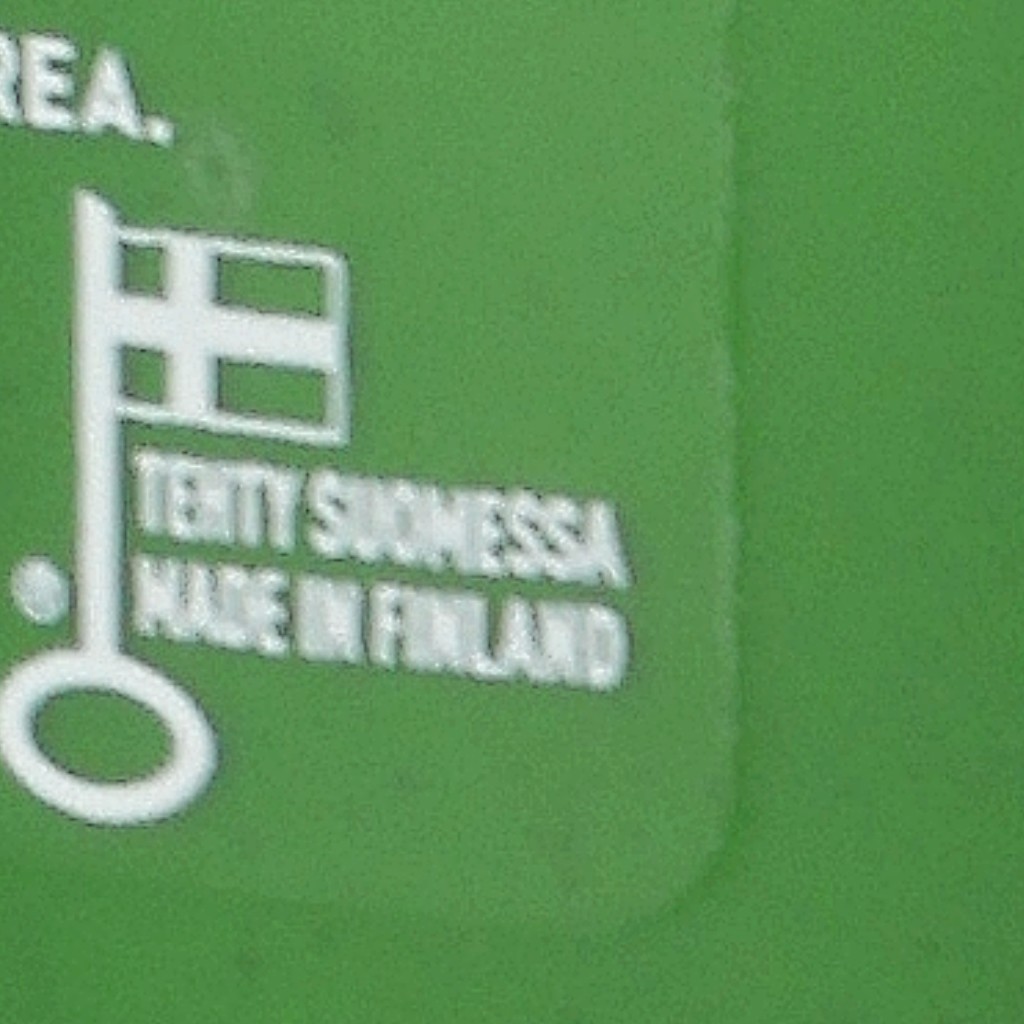 REA.
TEHTY SUOMESSA
MADE IN FINLAND